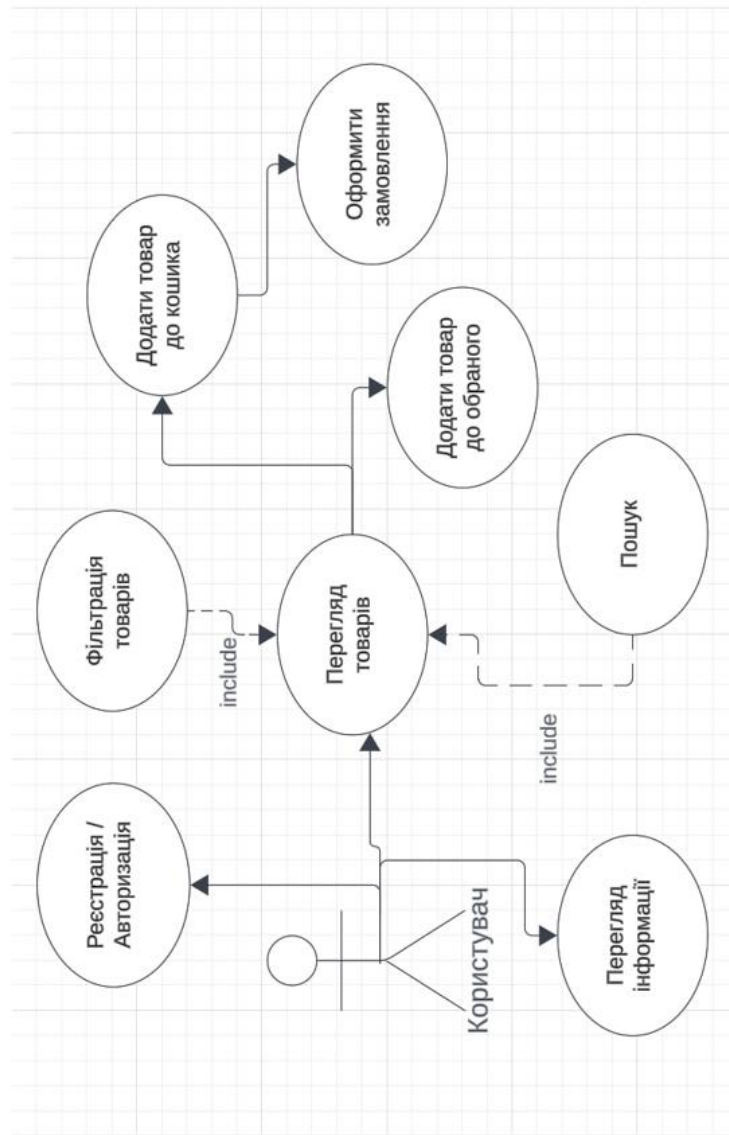 Реєстрація /
Авторизація
Фільтрація
товарів
include
Додати товар
до кошика
Оформити
замовлення
Користувач
Перегляд
товарів
Додати товар
до обраного
include
Перегляд
інформації
Пошук